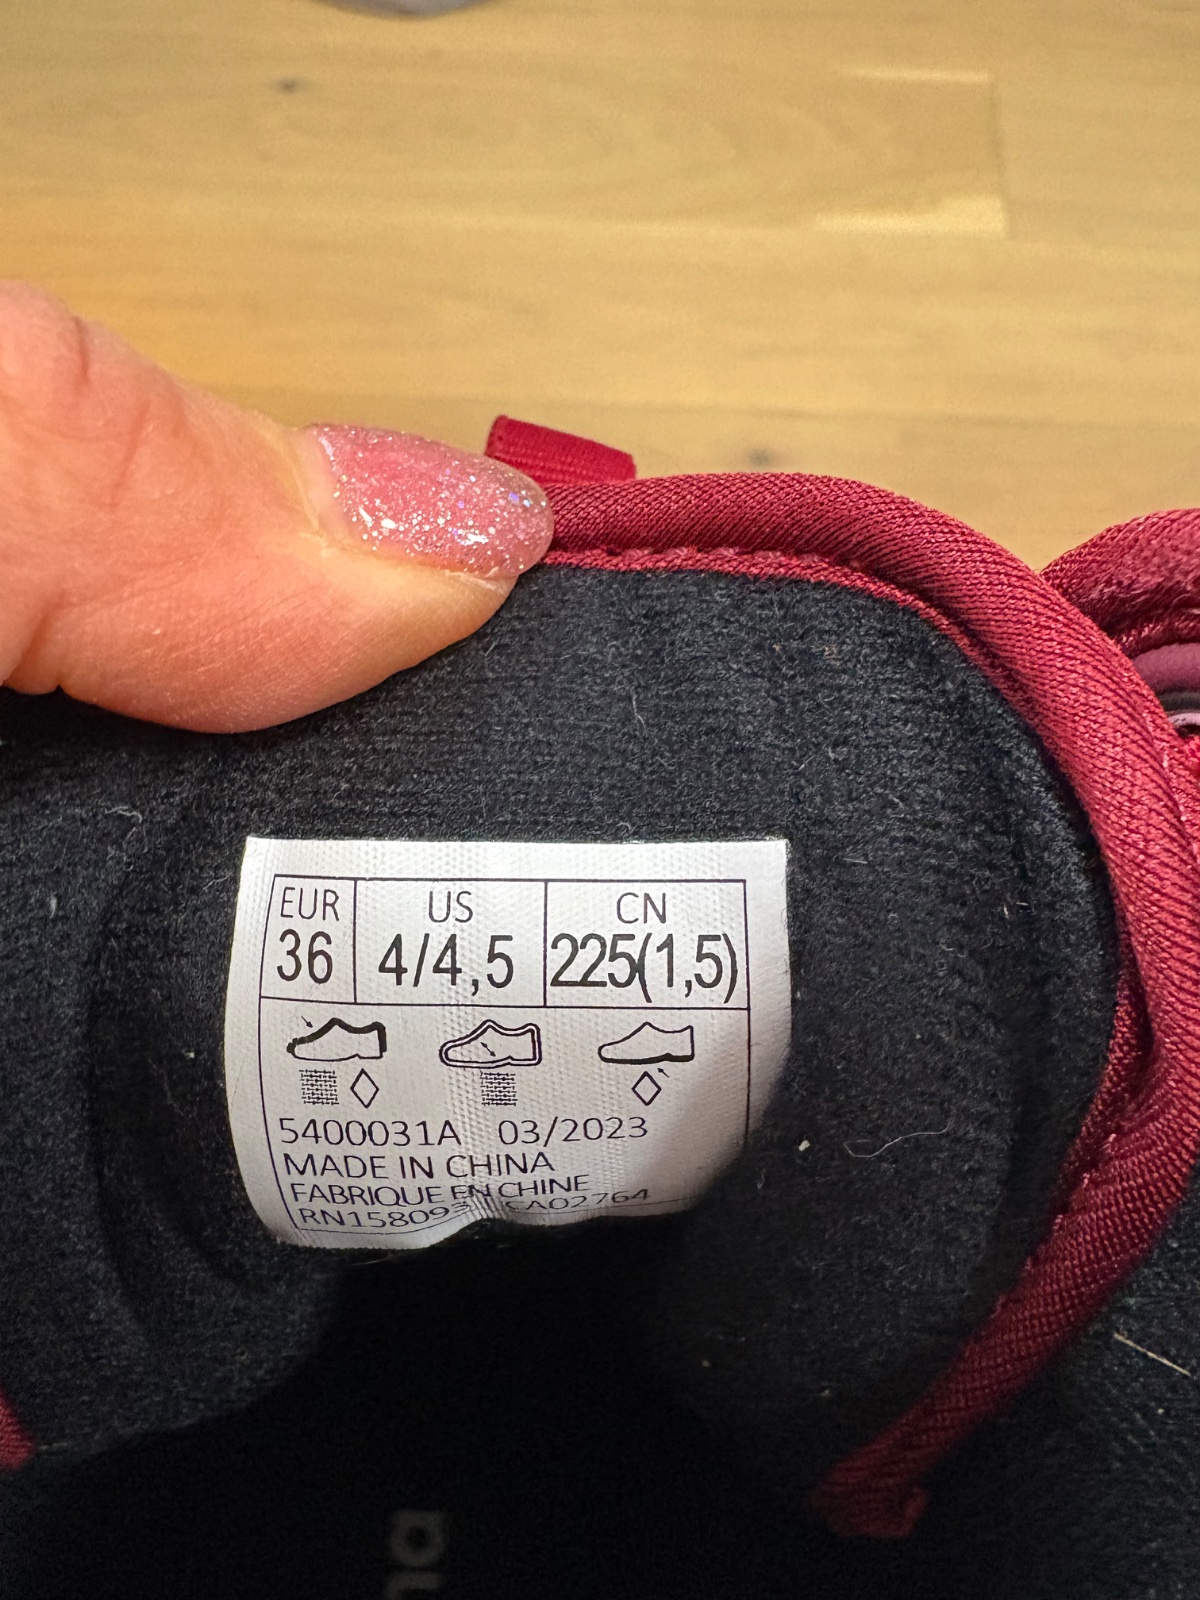 EUR US CN
36 4/4,5 225(1,5)
5400031A 03/2023
MADE IN CHINA
FABRIQUE EN CHINE
RN158093 CA02764